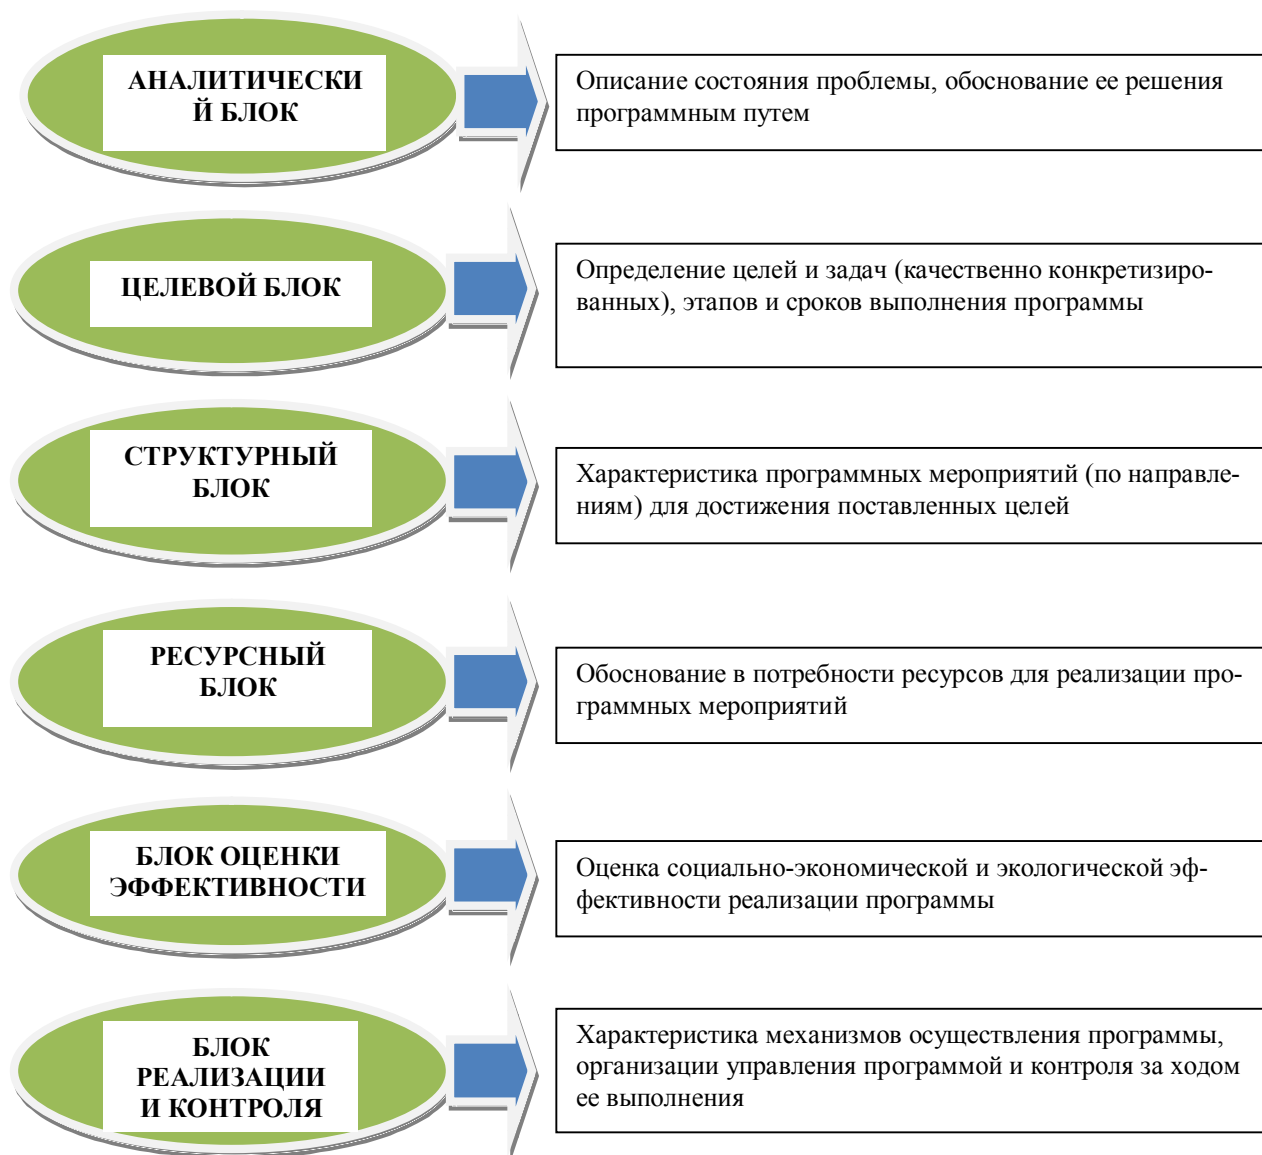 АНАЛИТИЧЕСКИ
Й БЛОК
Описание состояния проблемы, обоснование ее решения
программным путем
ЦЕЛЕВОЙ БЛОК
Определение целей и задач (качественно конкретизиро-
ванных), этапов и сроков выполнения программы
СТРУКТУРНЫЙ
БЛОК
Характеристика программных мероприятий (по направле-
ниям) для достижения поставленных целей
РЕСУРСНЫЙ
БЛОК
Обоснование в потребности ресурсов для реализации про-
граммных мероприятий
БЛОК ОЦЕНКИ
ЭФФЕКТИВНОСТИ
Оценка социально-экономической и экологической эф-
фективности реализации программы
БЛОК
РЕАЛИЗАЦИИ
И КОНТРОЛЯ
Характеристика механизмов осуществления программы,
организации управления программой и контроля за ходом
ее выполнения